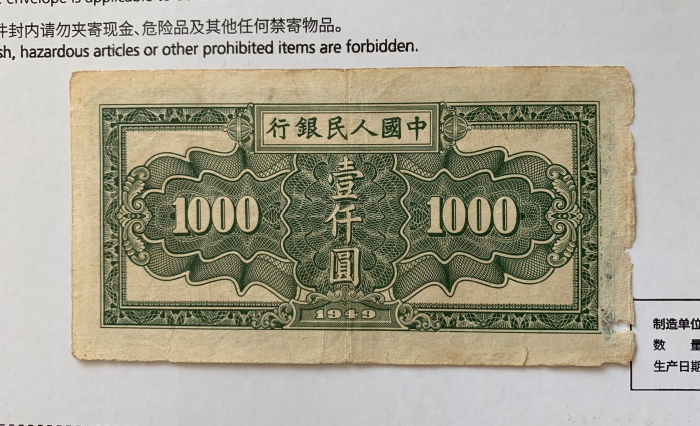 件封内请勿夹寄现金、危险品及其他任何禁寄物品。
sh, hazardous articles or other prohibited items are forbidden.
行銀民人國中
壹仟圓
1000
1000
1949
制造单位
数 量
生产日期